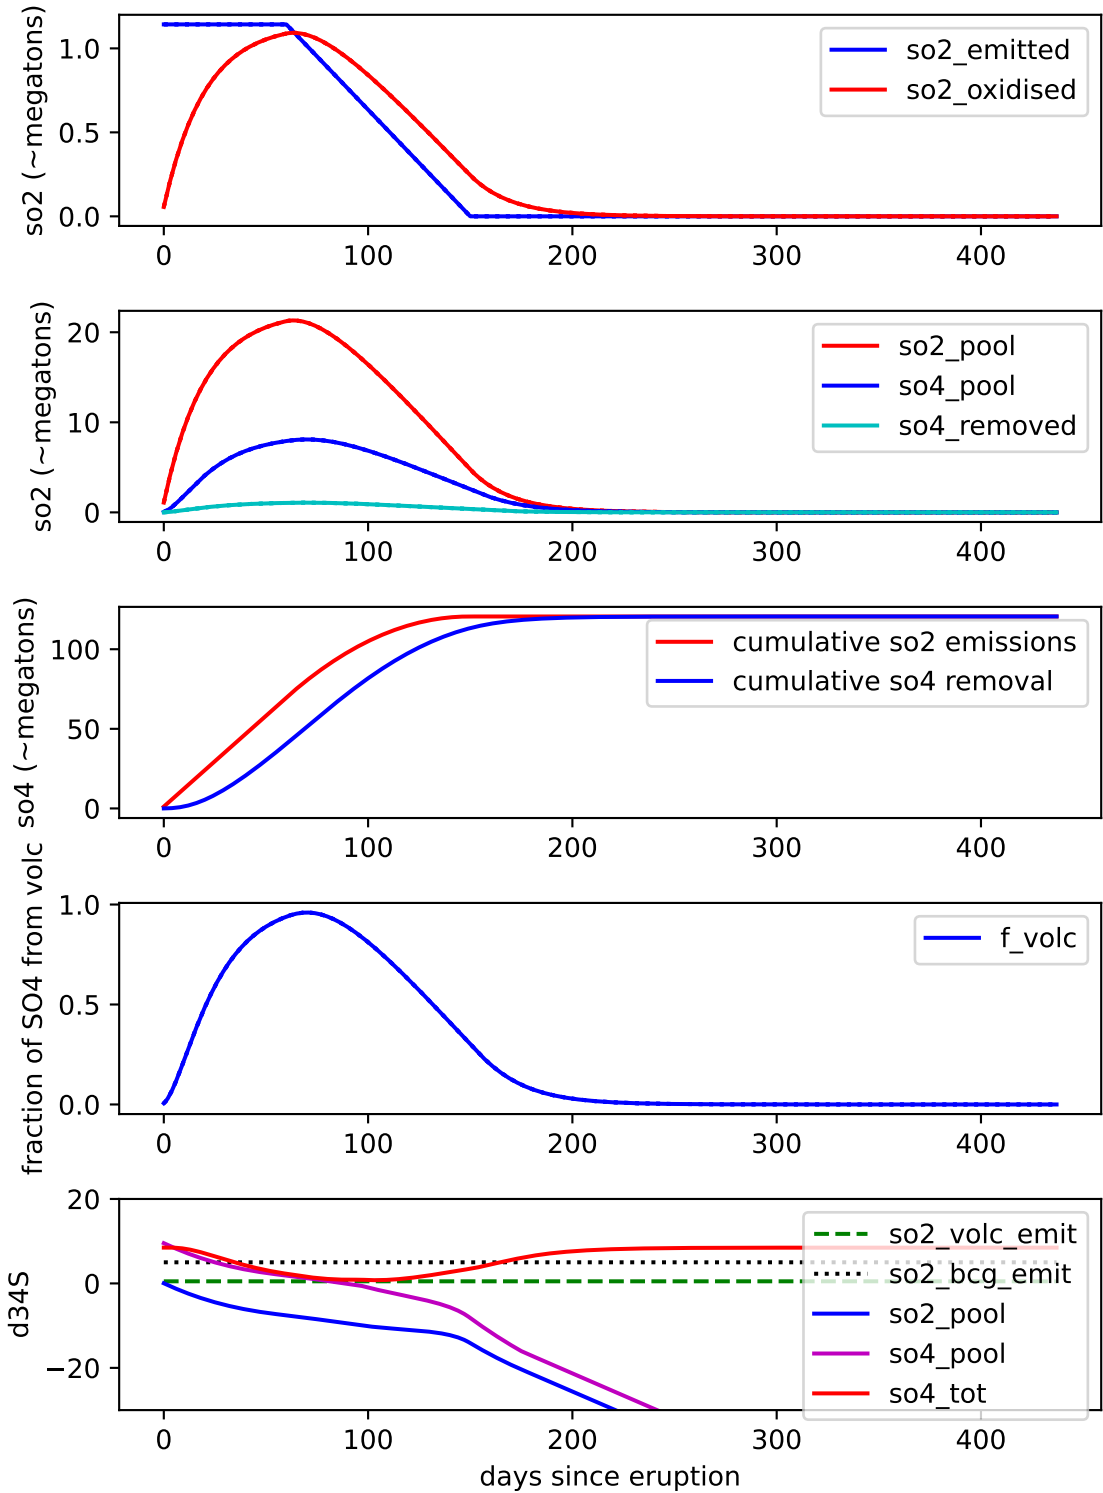 so2 (~megatons)
1.0
0.5
0.0
so2_emitted
so2_oxidised
0 100 200 300 400
so2 (~megatons)
20
10
0
so2_pool
so4_pool
so4_removed
0 100 200 300 400
so4 (~megatons)
100
50
0
cumulative so2 emissions
cumulative so4 removal
0 100 200 300 400
fraction of SO4 from volc
1.0
0.5
0.0
f_volc
0 100 200 300 400
d34S
20
0
−20
so2_volc_emit
so2_bcg_emit
so2_pool
so4_pool
so4_tot
0 100 200 300 400
days since eruption